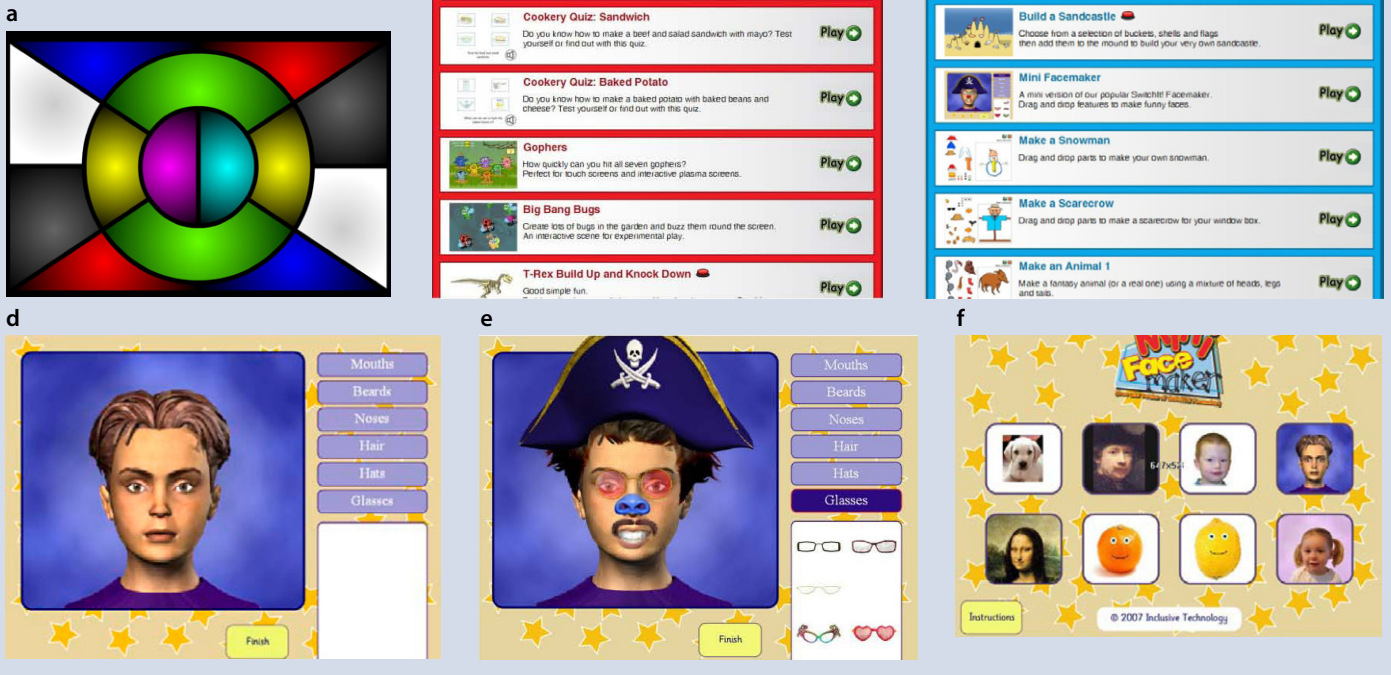 a
Cookery Quiz: Sandwich
Do you know how to make a beef and salad sandwich with mayo? Test
yourself or find out with this quiz.
Play
Cookery Quiz: Baked Potato
Do you know how to make a baked potato with baked beans and
cheese? Test yourself or find out with this quiz.
Play
Gophers
How quickly can you hit all seven gophers?
Perfect for touch screens and interactive plasma screens.
Play
Big Bang Bugs
Create lots of bugs in the garden and buzz them round the screen.
An interactive scene for experimental play.
Play
T-Rex Build Up and Knock Down
Good simple fun.
Play
Build a Sandcastle
Choose from a selection of buckets, shells and flags
then add them to the mound to build your very own sandcastle.
Play
Mini Facemaker
A mini version of our popular SwitchIt! Facemaker.
Drag and drop features to make funny faces.
Play
Make a Snowman
Drag and drop parts to make your own snowman.
Play
Make a Scarecrow
Drag and drop parts to make a scarecrow for your window box.
Play
Make an Animal 1
Make a fantasy animal (or a real one) using a mixture of heads, legs
and tails.
Play
d
Mouths
Beards
Noses
Hair
Hats
Glasses
Finish
e
Mouths
Beards
Noses
Hair
Hats
Glasses
Finish
f
Mini
Face
maker
Instructions
© 2007 Inclusive Technology